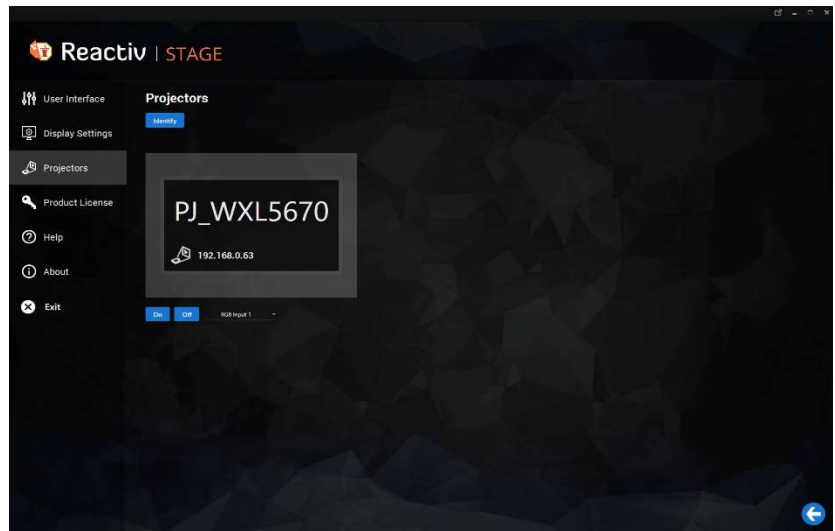 Reactiv | STAGE
User Interface
Display Settings
Projectors
Product License
Help
About
Exit
Projectors
Identify
PJ_WXL5670
192.168.0.63
On
Off
RGB Input 1